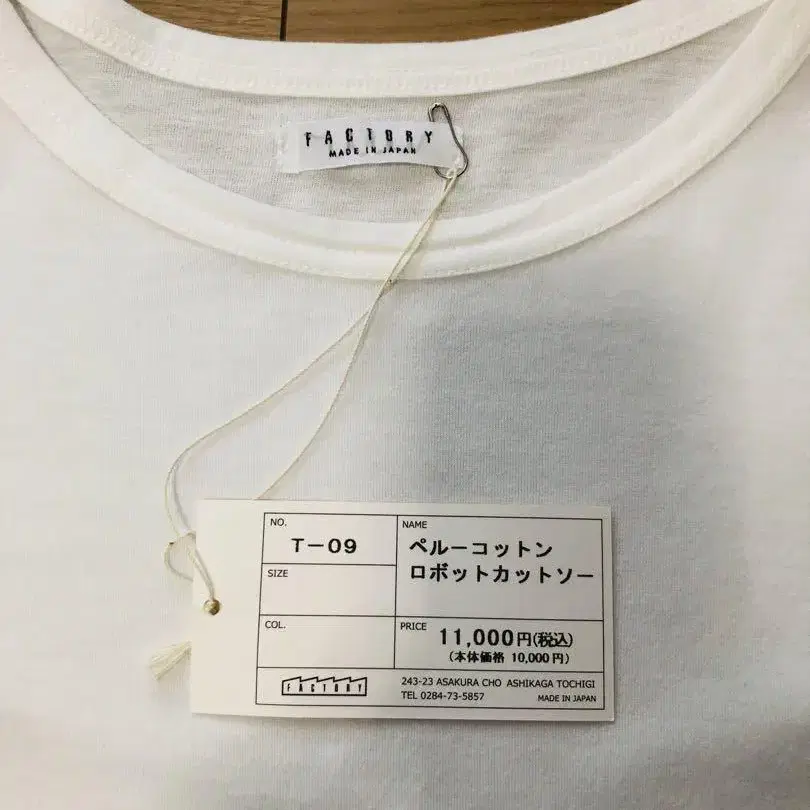 FACTORY
MADE IN JAPAN
NO.
T-09
NAME
ペルーコットン
ロボットカットソー
SIZE
COL.
PRICE
11,000円(税込)
(本体価格 10,000円)
FACTORY
243-23 ASAKURA CHO ASHIKAGA TOCHIGI
TEL 0284-73-5857
MADE IN JAPAN